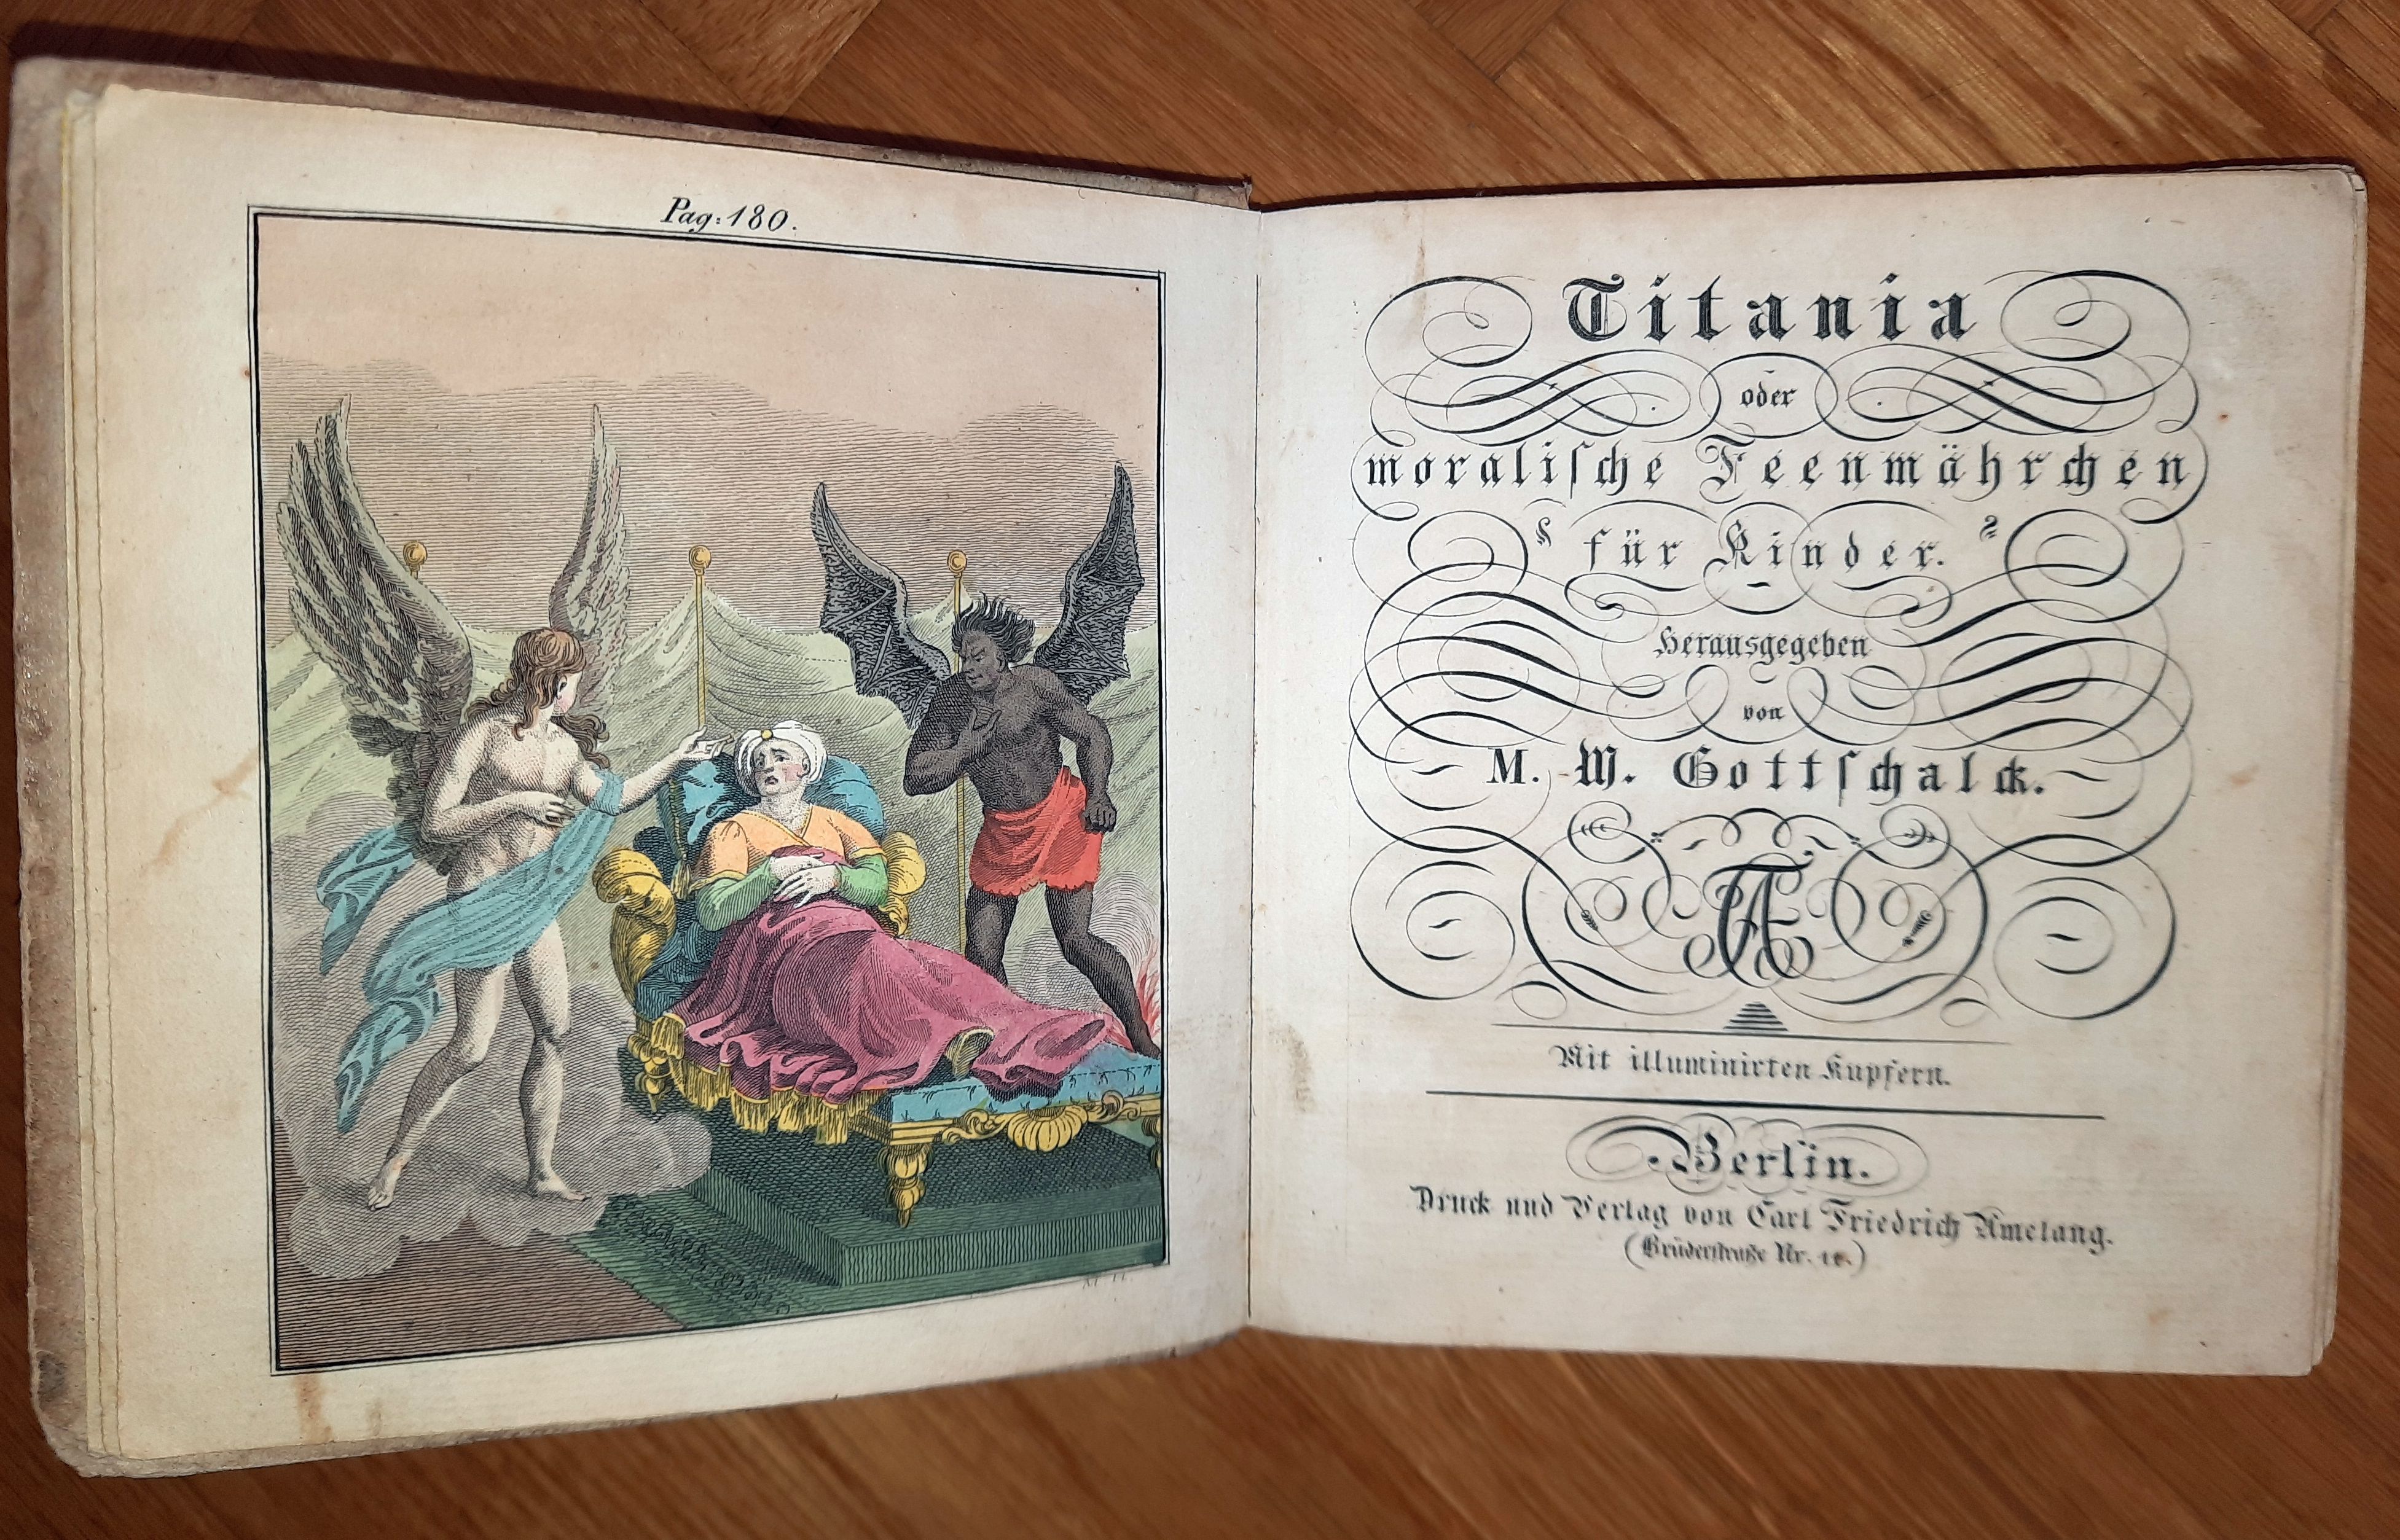 Pag: 180.
Titania
oder
moraliſche Feenmährchen
für Kinder.
Herausgegeben
von
M. W. Gottſchalck.
Mit illuminirten Kupfern.
Berlin.
Druck und Verlag von Carl Friedrich Amelang.
(Brüderſtraße Nr. 11.)